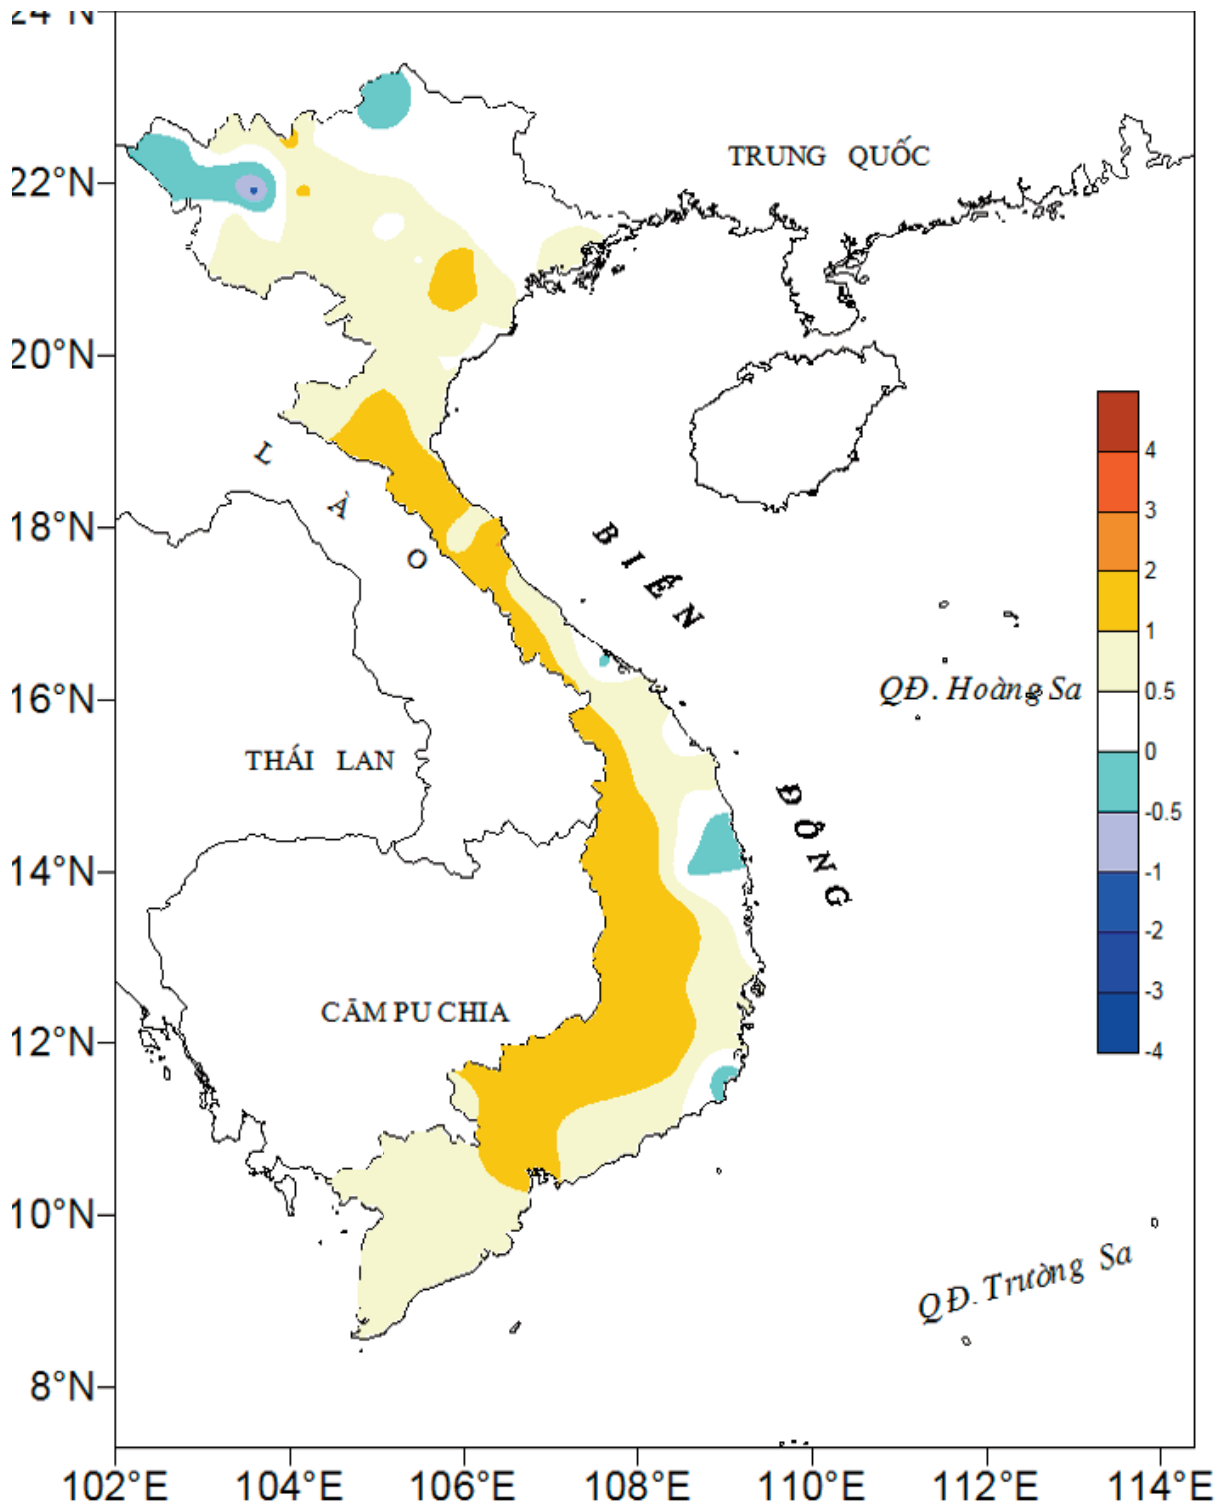 24°N
TRUNG QUỐC
22°N
20°N
LÀO
18°N
BIỂN
4
3
2
1
0.5
0
-0.5
-1
-2
-3
-4
16°N
QĐ. Hoàng Sa
THÁI LAN
ĐÔNG
14°N
CĂM PU CHIA
12°N
10°N
QĐ. Trường Sa
8°N
102°E 104°E 106°E 108°E 110°E 112°E 114°E